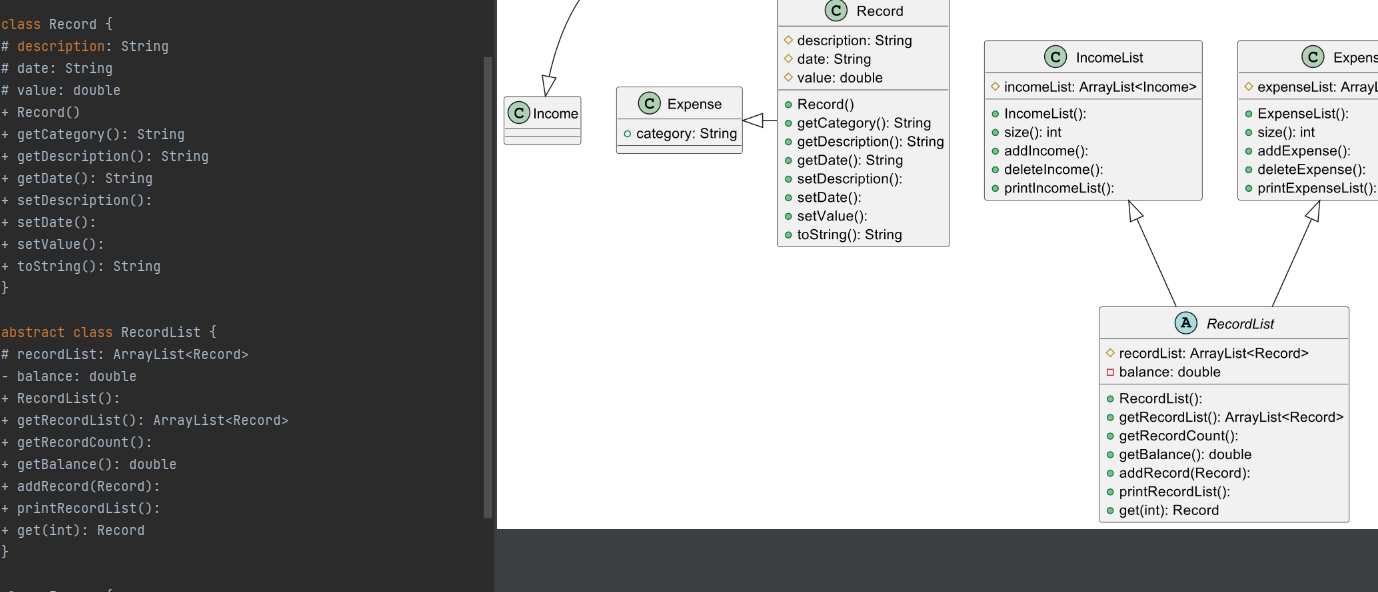 class Record {
# description: String
# date: String
# value: double
+ Record()
+ getCategory(): String
+ getDescription(): String
+ getDate(): String
+ setDescription():
+ setDate():
+ setValue():
+ toString(): String
}
abstract class RecordList {
# recordList: ArrayList<Record>
- balance: double
+ RecordList():
+ getRecordList(): ArrayList<Record>
+ getRecordCount():
+ getBalance(): double
+ addRecord(Record):
+ printRecordList():
+ get(int): Record
}
C Income
C Expense
category: String
C Record
description: String
date: String
value: double
Record()
getCategory(): String
getDescription(): String
getDate(): String
setDescription():
setDate():
setValue():
toString(): String
C IncomeList
incomeList: ArrayList<Income>
IncomeList():
size(): int
addIncome():
deleteIncome():
printIncomeList():
C Expens
expenseList: ArrayL
ExpenseList():
size(): int
addExpense():
deleteExpense():
printExpenseList():
A RecordList
recordList: ArrayList<Record>
balance: double
RecordList():
getRecordList(): ArrayList<Record>
getRecordCount():
getBalance(): double
addRecord(Record):
printRecordList():
get(int): Record